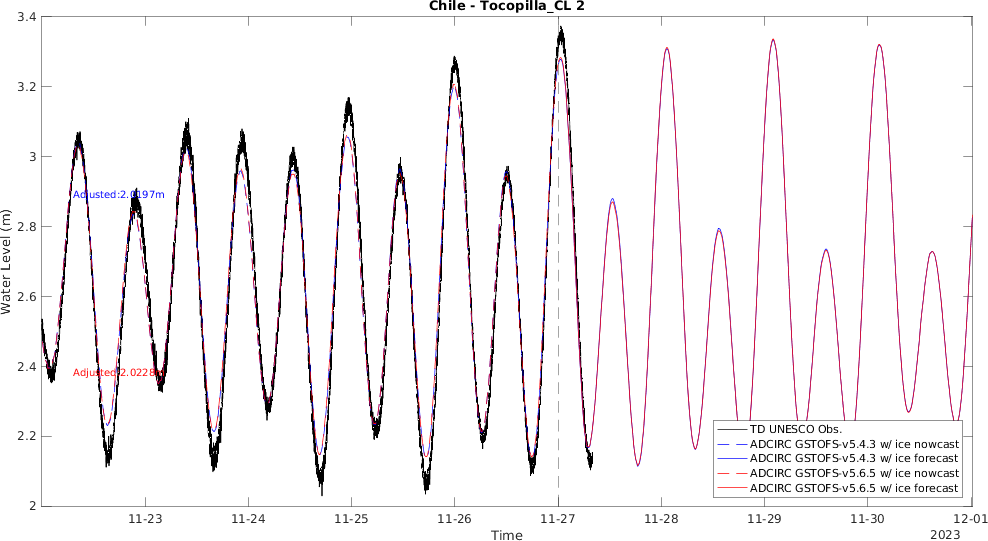 Chile - Tocopilla_CL 2
3.4
3.2
3
2.8
2.6
2.4
2.2
2
Water Level (m)
Adjusted:2.0197m
Adjusted:2.0228m
TD UNESCO Obs.
ADCIRC GSTOFS-v5.4.3 w/ ice nowcast
ADCIRC GSTOFS-v5.4.3 w/ ice forecast
ADCIRC GSTOFS-v5.6.5 w/ ice nowcast
ADCIRC GSTOFS-v5.6.5 w/ ice forecast
11-23
11-24
11-25
11-26
11-27
11-28
11-29
11-30
12-01
Time
2023